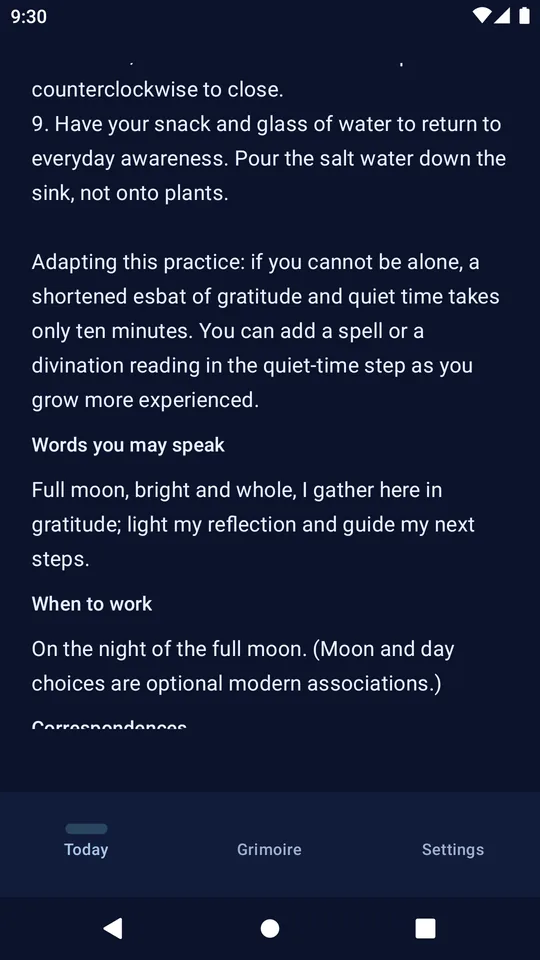 9:30
counterclockwise to close.
9. Have your snack and glass of water to return to
everyday awareness. Pour the salt water down the
sink, not onto plants.
Adapting this practice: if you cannot be alone, a
shortened esbat of gratitude and quiet time takes
only ten minutes. You can add a spell or a
divination reading in the quiet-time step as you
grow more experienced.
Words you may speak
Full moon, bright and whole, I gather here in
gratitude; light my reflection and guide my next
steps.
When to work
On the night of the full moon. (Moon and day
choices are optional modern associations.)
Correspondences
Today
Grimoire
Settings